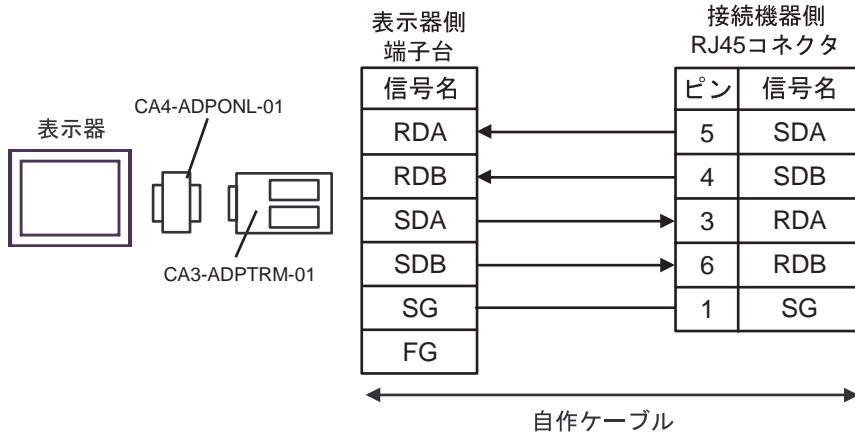 表示器側
端子台
接続機器側
RJ45コネクタ
表示器
CA4-ADPONL-01
CA3-ADPTRM-01
信号名
ピン 信号名
RDA 5 SDA
RDB 4 SDB
SDA 3 RDA
SDB 6 RDB
SG 1 SG
FG
自作ケーブル